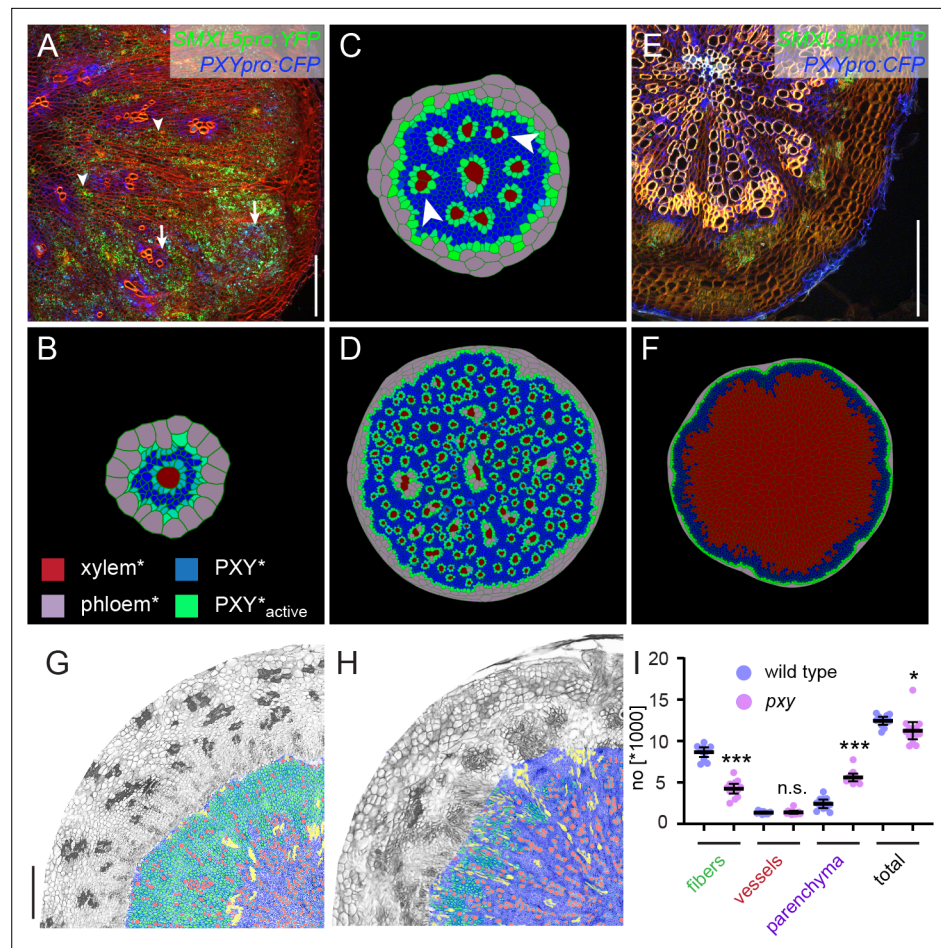 A
SMXL5pro:YFP
PXYpro:CFP
C
E
SMXL5pro:YFP
PXYpro:CFP
B
xylem*
PXY*
phloem*
PXY*active
D
F
G
H
I
no [*1000]
20
15
10
5
0
wild type
pxy
***
n.s.
***
*
fibers
vessels
parenchyma
total